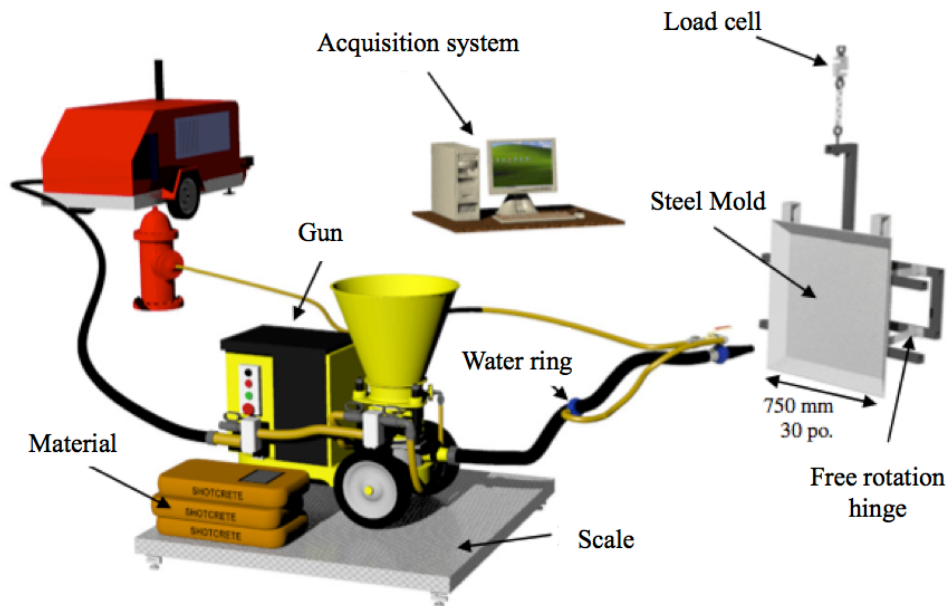 Load cell
Acquisition system
Steel Mold
Gun
Water ring
750 mm
30 po.
Material
Free rotation
hinge
SHOTCRETE
SHOTCRETE
SHOTCRETE
Scale